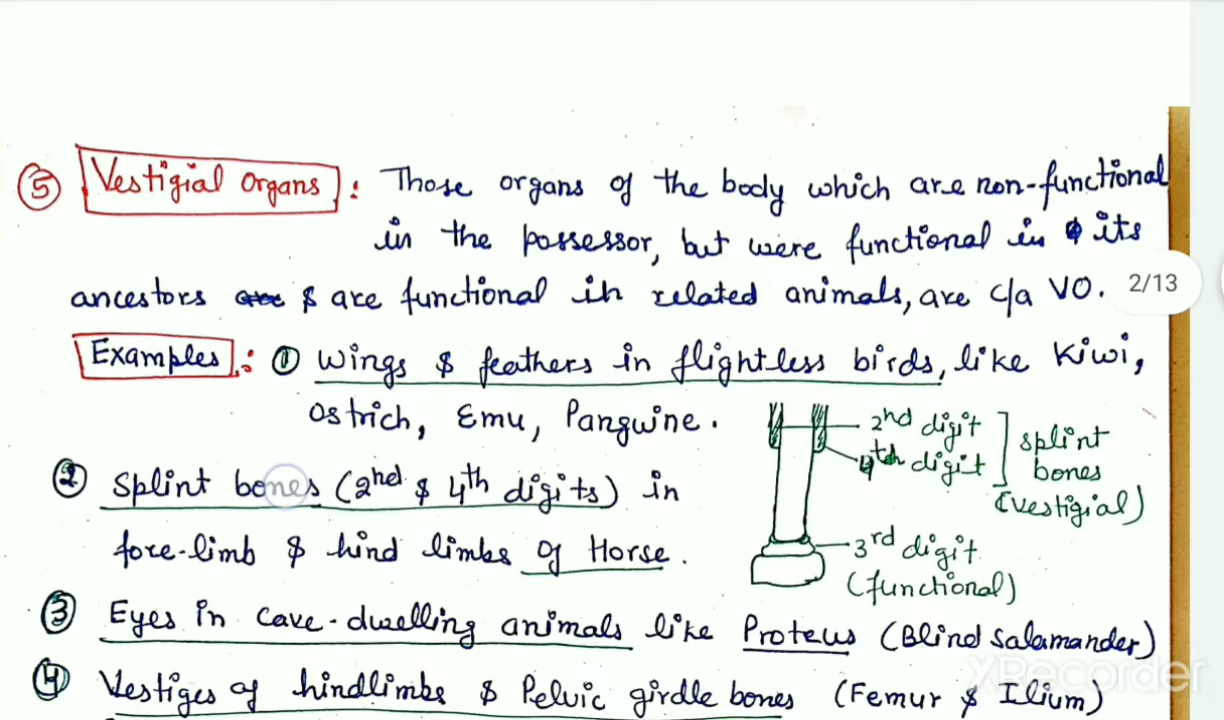 ⑤ Vestigial Organs : Those organs of the body which are non-functional
in the possessor, but were functional in its
ancestors & are functional in related animals, are c/a VO.
2/13
Examples : ① Wings & feathers in flightless birds, like Kiwi,
Ostrich, Emu, Panguine.
② Splint bones (2nd & 4th digits) in
fore-limb & hind limbs of Horse.
2nd digit
4th digit
splint bones
(vestigial)
3rd digit
(functional)
③ Eyes in cave-dwelling animals like Proteus (Blind salamander)
④ Vestiges of hindlimbs & Pelvic girdle bones (Femur & Ilium)
XRecorder